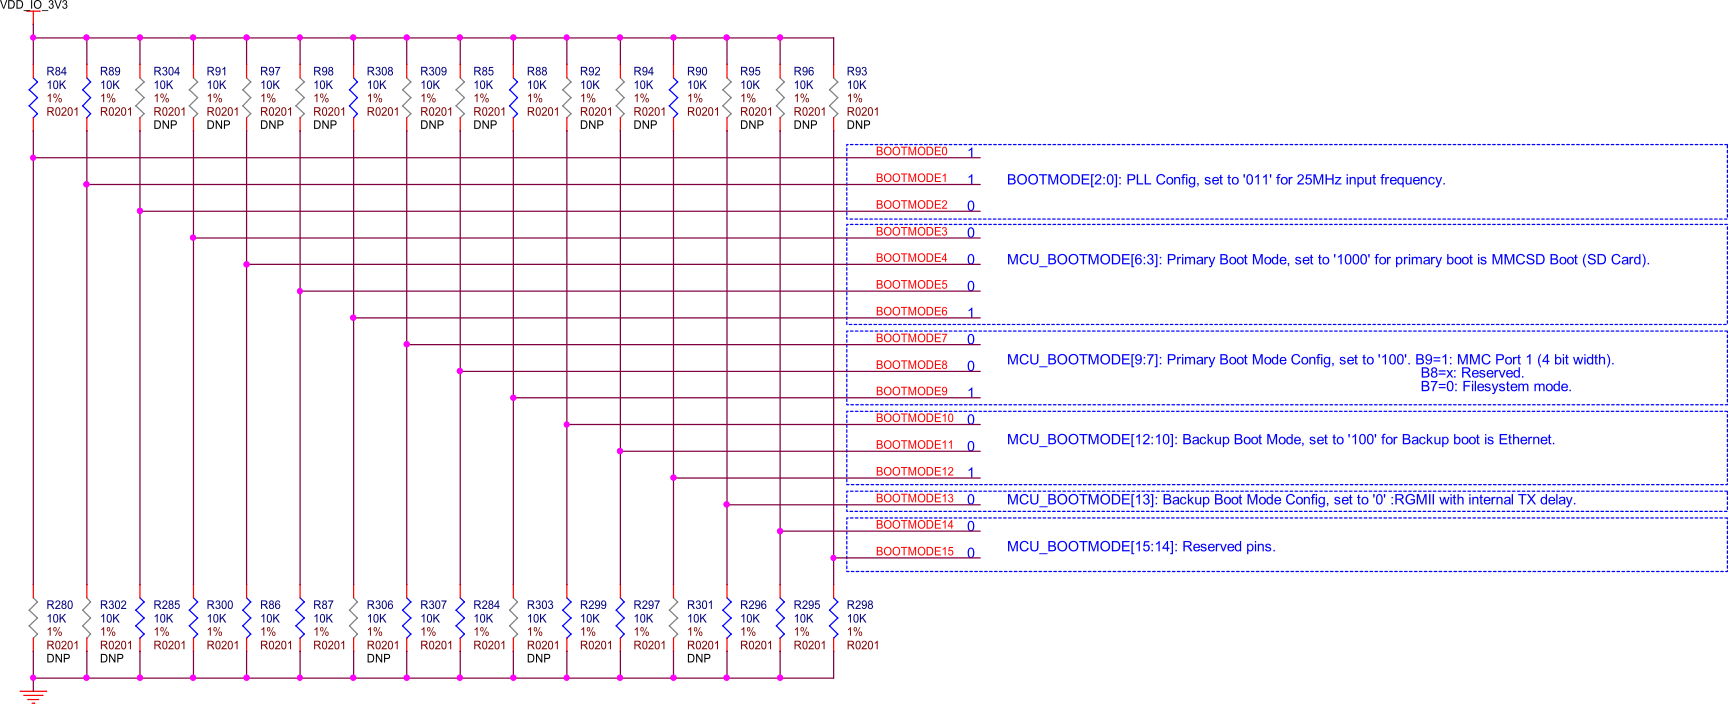 VDD_IO_3V3
R84 R89 R304 R91 R97 R98 R308 R309 R85 R88 R92 R94 R90 R95 R96 R93
10K 10K 10K 10K 10K 10K 10K 10K 10K 10K 10K 10K 10K 10K 10K 10K
1% 1% 1% 1% 1% 1% 1% 1% 1% 1% 1% 1% 1% 1% 1% 1%
R0201 R0201 R0201 R0201 R0201 R0201 R0201 R0201 R0201 R0201 R0201 R0201 R0201 R0201 R0201 R0201
DNP DNP DNP DNP DNP DNP DNP DNP DNP DNP DNP
BOOTMODE0 1
BOOTMODE1 1 BOOTMODE[2:0]: PLL Config, set to '011' for 25MHz input frequency.
BOOTMODE2 0
BOOTMODE3 0
BOOTMODE4 0 MCU_BOOTMODE[6:3]: Primary Boot Mode, set to '1000' for primary boot is MMCSD Boot (SD Card).
BOOTMODE5 0
BOOTMODE6 1
BOOTMODE7 0
MCU_BOOTMODE[9:7]: Primary Boot Mode Config, set to '100'. B9=1: MMC Port 1 (4 bit width).
BOOTMODE8 0 B8=x: Reserved.
B7=0: Filesystem mode.
BOOTMODE9 1
BOOTMODE10 0
MCU_BOOTMODE[12:10]: Backup Boot Mode, set to '100' for Backup boot is Ethernet.
BOOTMODE11 0
BOOTMODE12 1
BOOTMODE13 0 MCU_BOOTMODE[13]: Backup Boot Mode Config, set to '0' :RGMII with internal TX delay.
BOOTMODE14 0
MCU_BOOTMODE[15:14]: Reserved pins.
BOOTMODE15 0
R280 R302 R285 R300 R86 R87 R306 R307 R284 R303 R299 R297 R301 R296 R295 R298
10K 10K 10K 10K 10K 10K 10K 10K 10K 10K 10K 10K 10K 10K 10K 10K
1% 1% 1% 1% 1% 1% 1% 1% 1% 1% 1% 1% 1% 1% 1% 1%
R0201 R0201 R0201 R0201 R0201 R0201 R0201 R0201 R0201 R0201 R0201 R0201 R0201 R0201 R0201 R0201
DNP DNP DNP DNP DNP